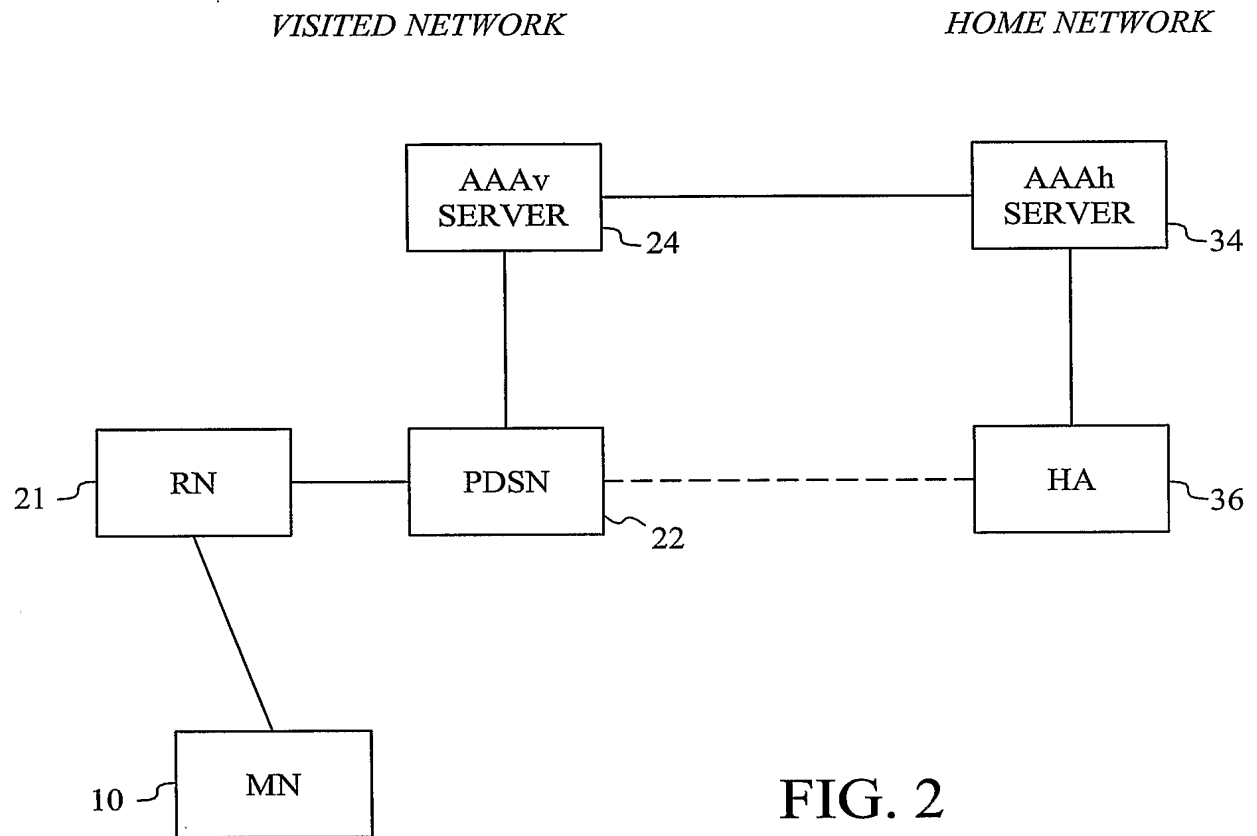 VISITED NETWORK
HOME NETWORK
AAAv
SERVER
24
AAAh
SERVER
34
21
RN
PDSN
22
HA
36
10
MN
FIG. 2